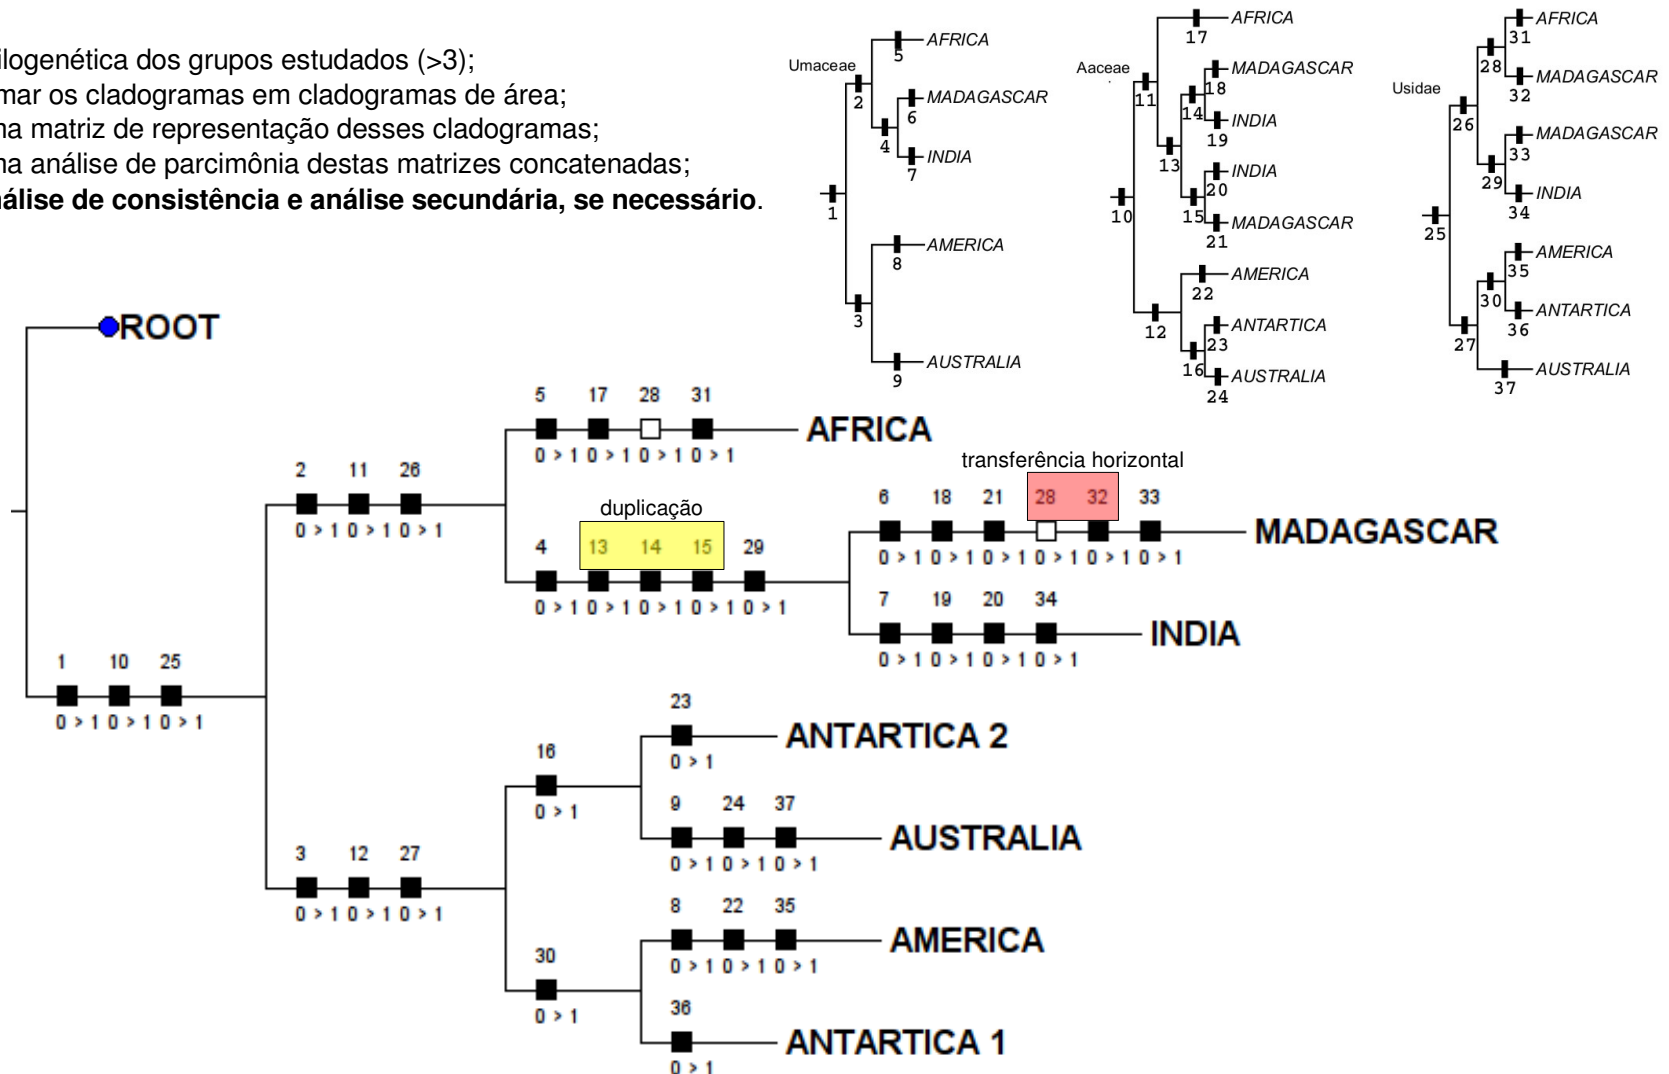 ilogenética dos grupos estudados (>3);
mar os cladogramas em cladogramas de área;
na matriz de representação desses cladogramas;
na análise de parcimônia destas matrizes concatenadas;
nálise de consistência e análise secundária, se necessário.
Umaceae
1
2
3
4
5
AFRICA
6
MADAGASCAR
7
INDIA
8
AMERICA
9
AUSTRALIA
Aaceae
10
11
12
13
14
15
16
17
AFRICA
18
MADAGASCAR
19
INDIA
20
INDIA
21
MADAGASCAR
22
AMERICA
23
ANTARTICA
24
AUSTRALIA
Usidae
25
26
27
28
29
30
31
AFRICA
32
MADAGASCAR
33
MADAGASCAR
34
INDIA
35
AMERICA
36
ANTARTICA
37
AUSTRALIA
ROOT
1 10 25
0 > 1 0 > 1 0 > 1
2 11 26
0 > 1 0 > 1 0 > 1
5 17 28 31
AFRICA
0 > 1 0 > 1 0 > 1 0 > 1
duplicação
4 13 14 15 29
0 > 1 0 > 1 0 > 1 0 > 1 0 > 1
transferência horizontal
6 18 21 28 32 33
MADAGASCAR
0 > 1 0 > 1 0 > 1 0 > 1 0 > 1 0 > 1
7 19 20 34
INDIA
0 > 1 0 > 1 0 > 1 0 > 1
3 12 27
0 > 1 0 > 1 0 > 1
16
0 > 1
23
ANTARTICA 2
0 > 1
9 24 37
AUSTRALIA
0 > 1 0 > 1 0 > 1
30
0 > 1
8 22 35
AMERICA
0 > 1 0 > 1 0 > 1
36
ANTARTICA 1
0 > 1